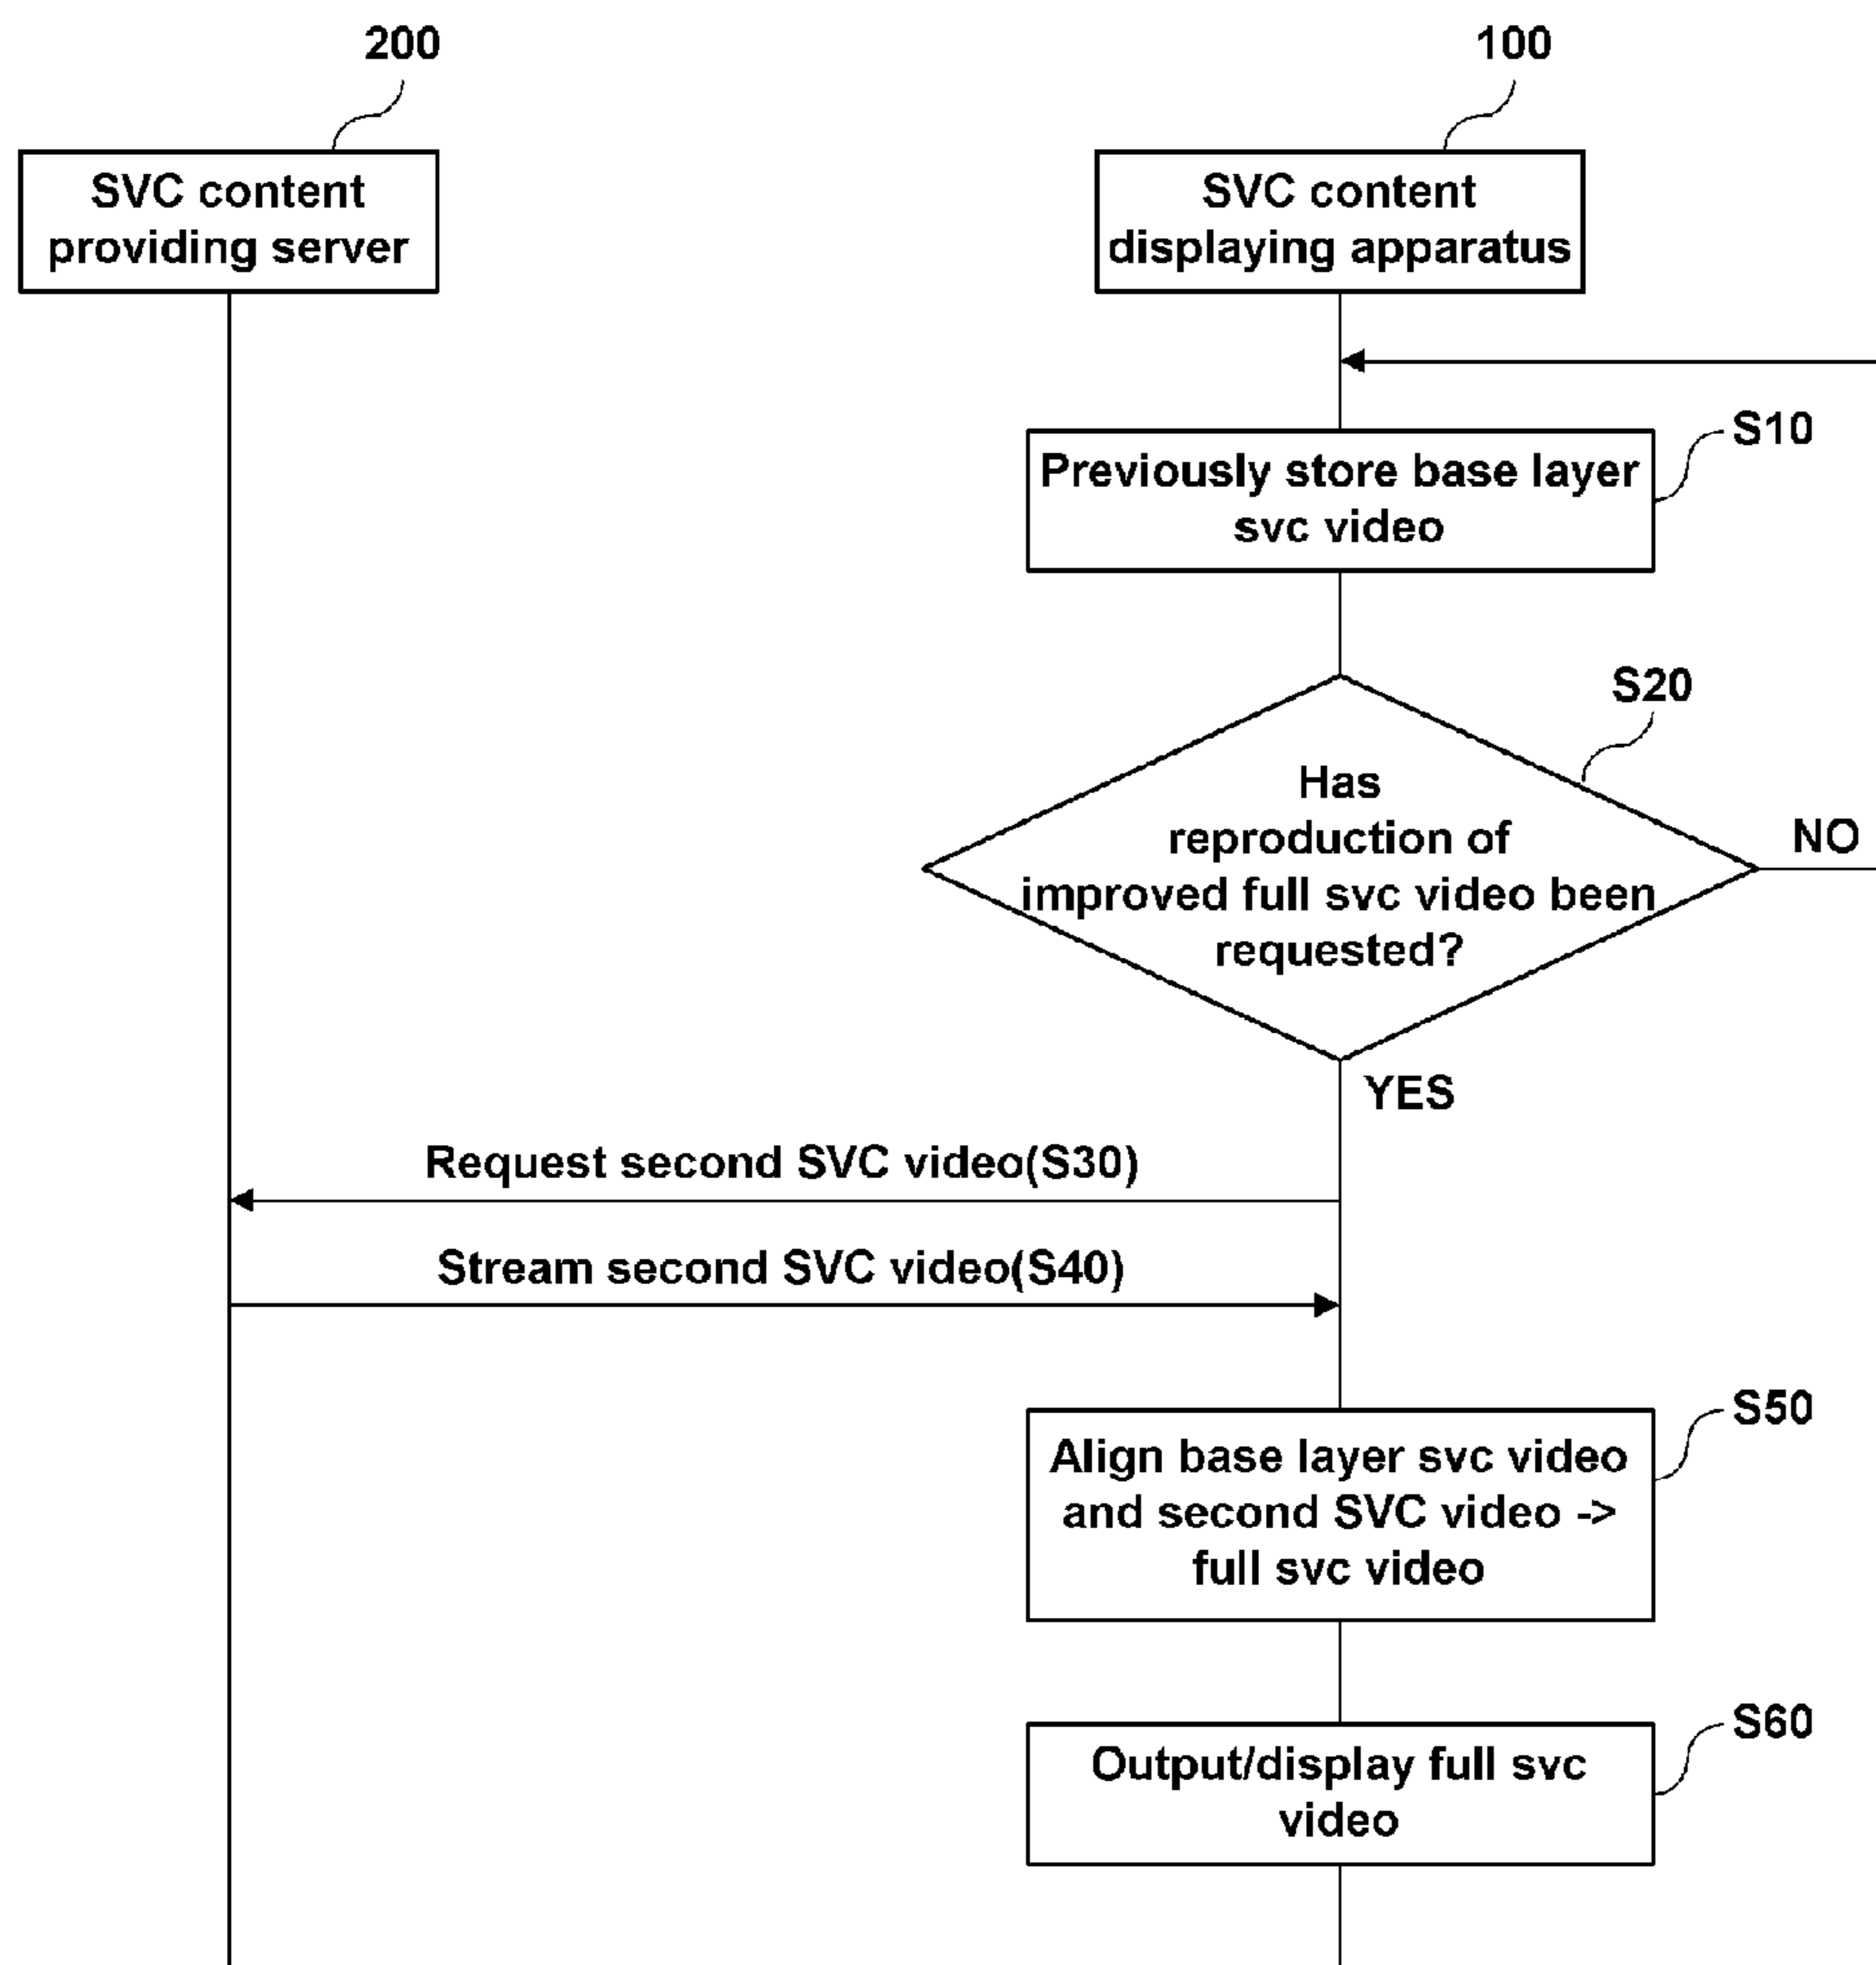 200
100
SVC content
providing server
SVC content
displaying apparatus
S10
Previously store base layer
svc video
S20
Has
reproduction of
improved full svc video been
requested?
NO
YES
Request second SVC video(S30)
Stream second SVC video(S40)
S50
Align base layer svc video
and second SVC video ->
full svc video
S60
Output/display full svc
video